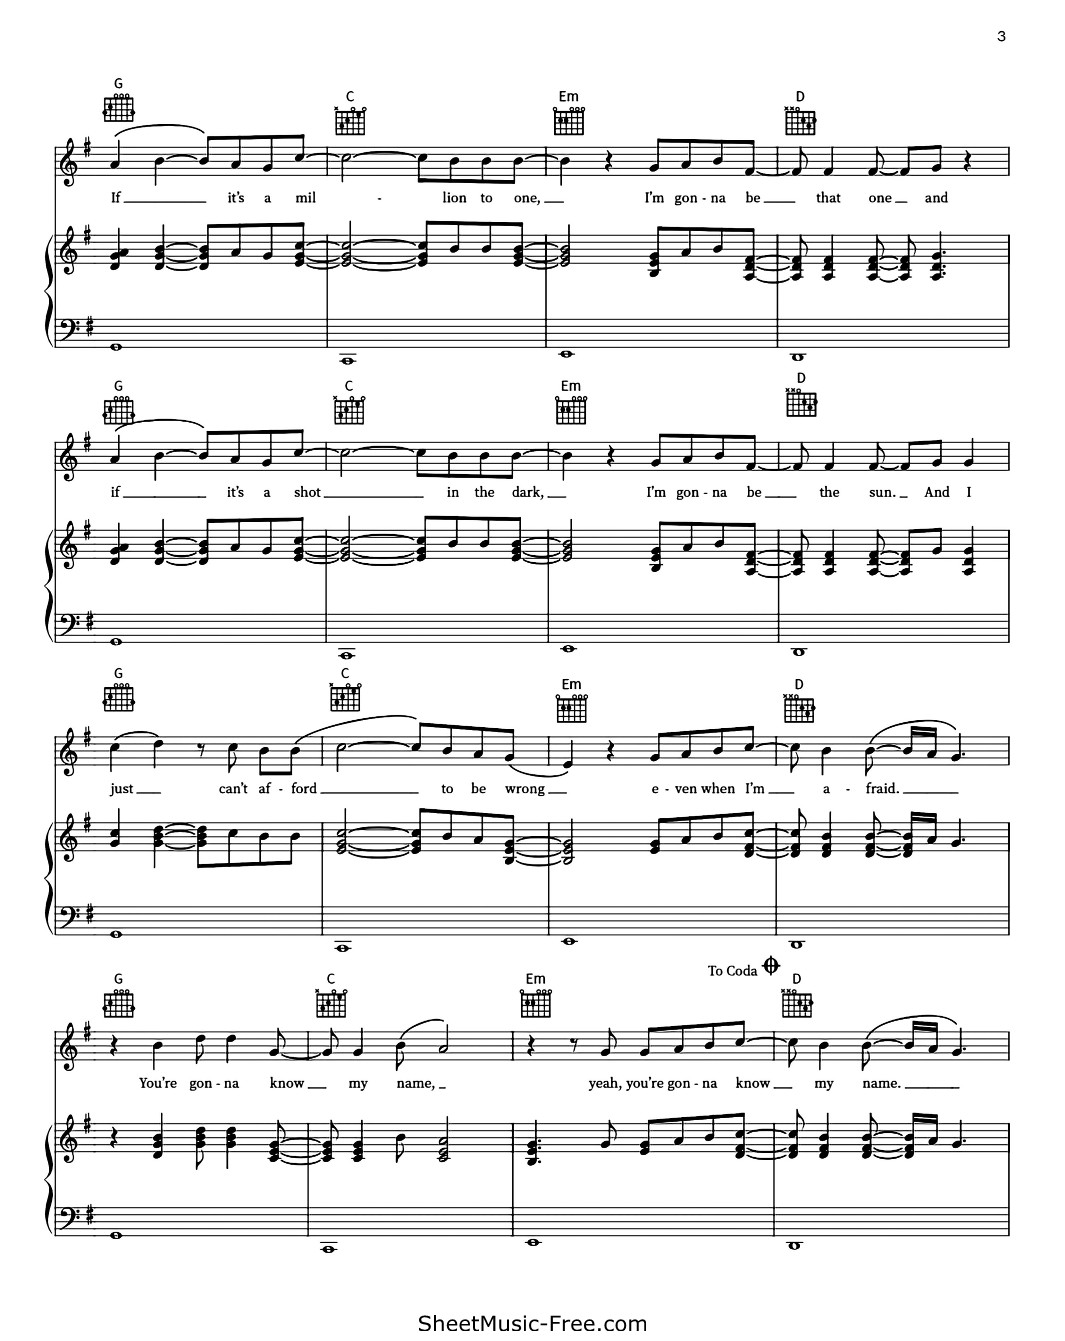 3
G C Em D
If it's a mil - lion to one, I'm gon - na be that one and
G C Em D
if it's a shot in the dark, I'm gon - na be the sun. And I
G C Em D
just can't af - ford to be wrong e - ven when I'm a - fraid.
To Coda
G C Em D
You're gon - na know my name, yeah, you're gon - na know my name.
SheetMusic-Free.com